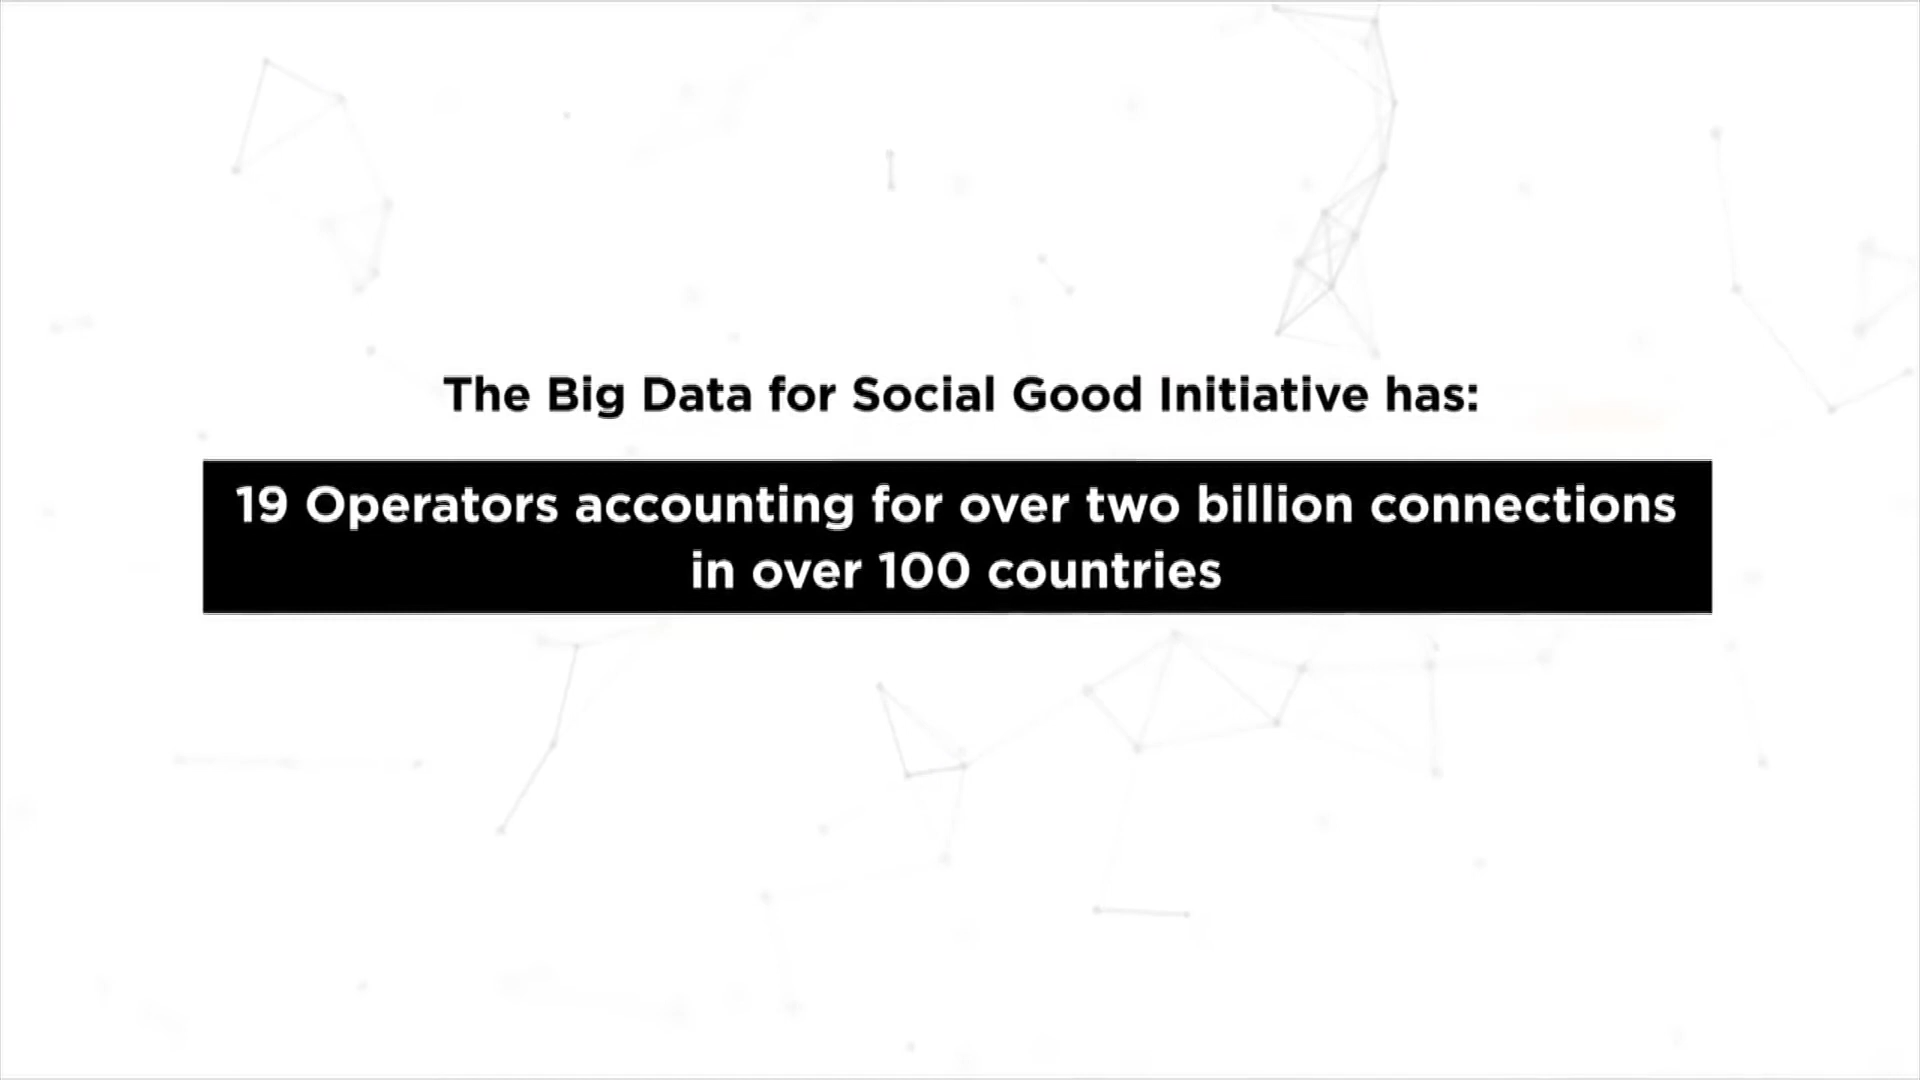 The Big Data for Social Good Initiative has:
19 Operators accounting for over two billion connections
in over 100 countries